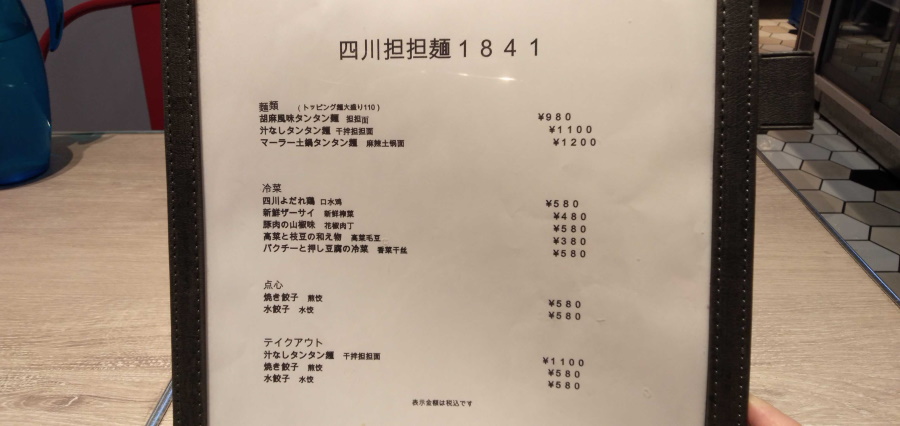 四川担担麺１８４１
麺類　（トッピング麺大盛り110）
胡麻風味タンタン麺　担担面　¥980
汁なしタンタン麺　干拌担担面　¥1100
マーラー土鍋タンタン麺　麻辣土锅面　¥1200
冷菜
四川よだれ鶏　口水鸡　¥580
新鮮ザーサイ　新鮮搾菜　¥480
豚肉の山椒味　花椒肉丁　¥580
高菜と枝豆の和え物　高菜毛豆　¥380
パクチーと押し豆腐の冷菜　香菜干丝　¥580
点心
焼き餃子　煎饺　¥580
水餃子　水饺　¥580
テイクアウト
汁なしタンタン麺　干拌担担面　¥1100
焼き餃子　煎饺　¥580
水餃子　水饺　¥580
表示金額は税込です